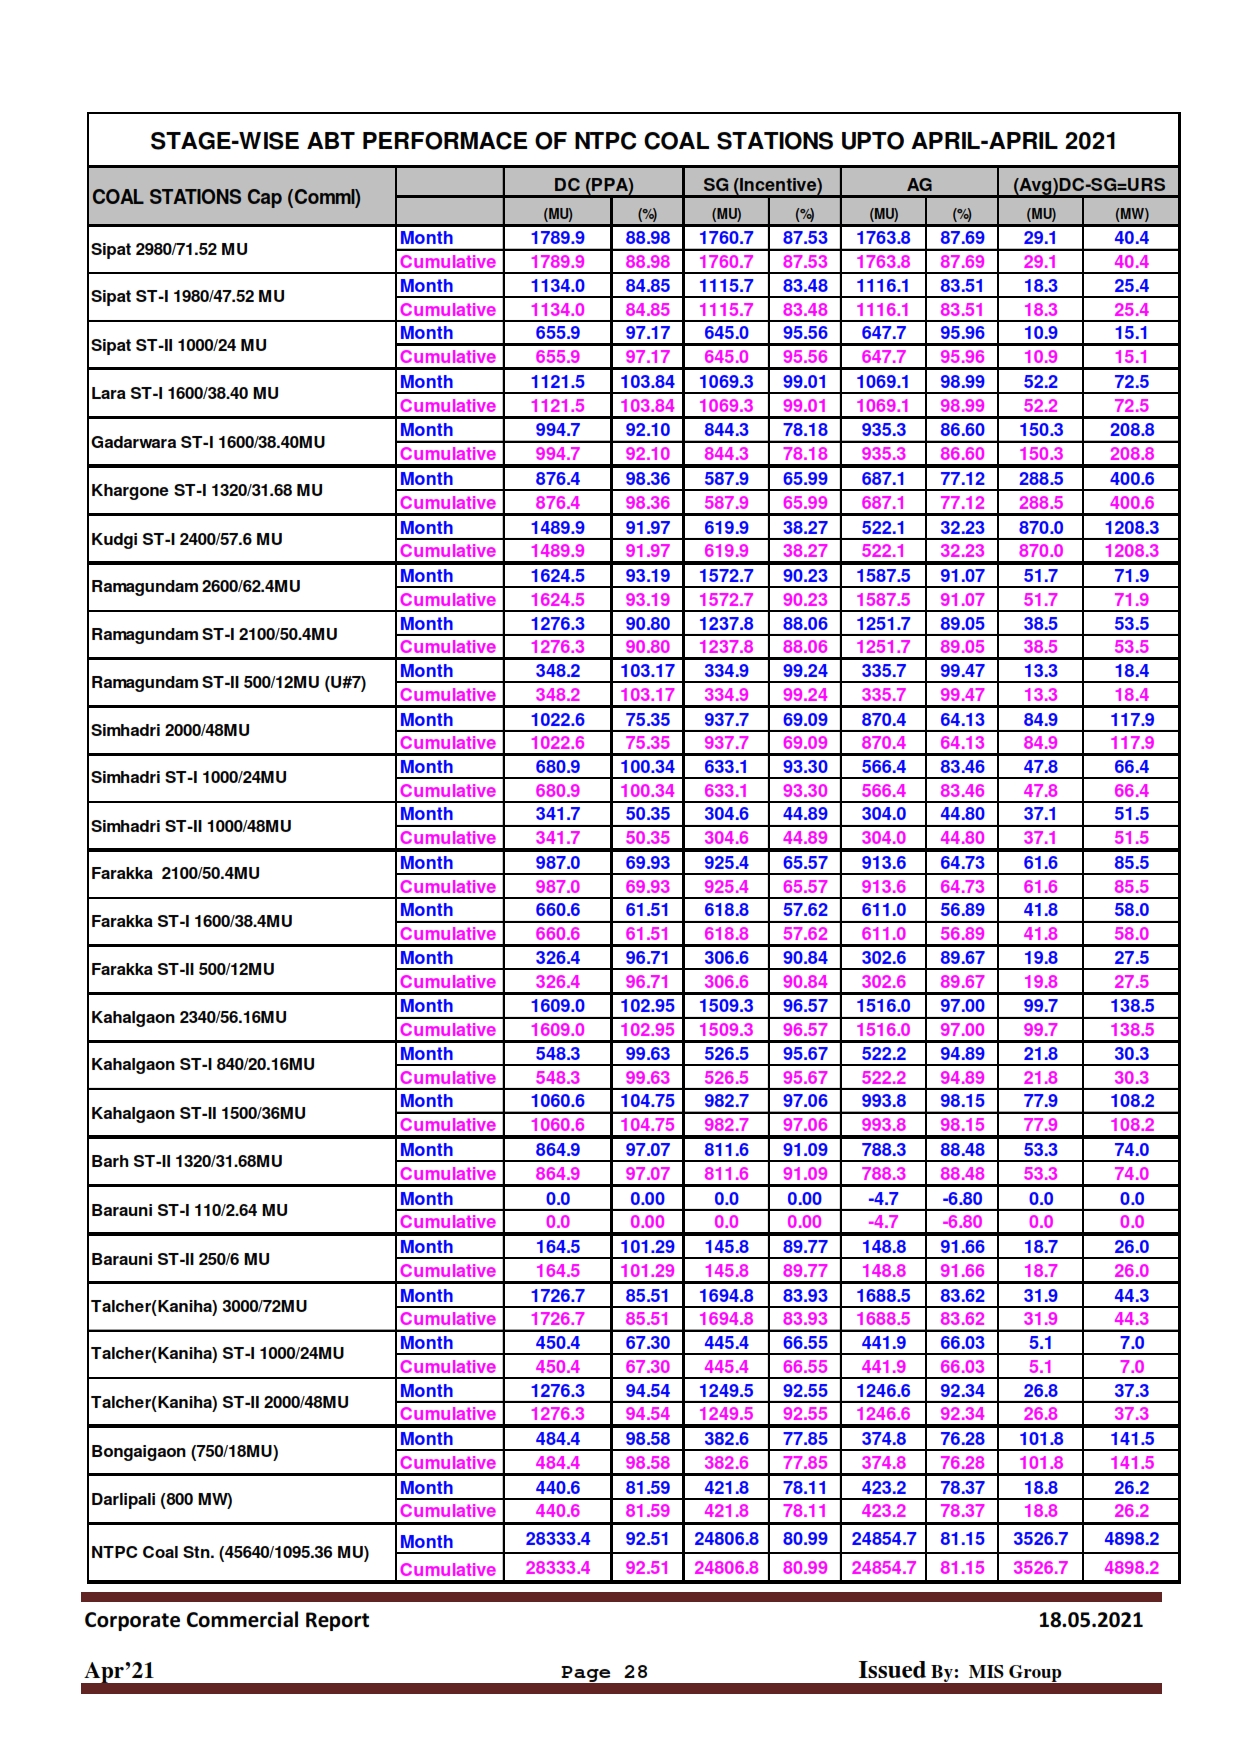 STAGE-WISE ABT PERFORMACE OF NTPC COAL STATIONS UPTO APRIL-APRIL 2021
COAL STATIONS Cap (Comml) DC (PPA) SG (Incentive) AG (Avg)DC-SG=URS
(MU) (%) (MU) (%) (MU) (%) (MU) (MW)
Sipat 2980/71.52 MU
Month 1789.9 88.98 1760.7 87.53 1763.8 87.69 29.1 40.4
Cumulative 1789.9 88.98 1760.7 87.53 1763.8 87.69 29.1 40.4
Sipat ST-I 1980/47.52 MU
Month 1134.0 84.85 1115.7 83.48 1116.1 83.51 18.3 25.4
Cumulative 1134.0 84.85 1115.7 83.48 1116.1 83.51 18.3 25.4
Sipat ST-II 1000/24 MU
Month 655.9 97.17 645.0 95.56 647.7 95.96 10.9 15.1
Cumulative 655.9 97.17 645.0 95.56 647.7 95.96 10.9 15.1
Lara ST-I 1600/38.40 MU
Month 1121.5 103.84 1069.3 99.01 1069.1 98.99 52.2 72.5
Cumulative 1121.5 103.84 1069.3 99.01 1069.1 98.99 52.2 72.5
Gadarwara ST-I 1600/38.40MU
Month 994.7 92.10 844.3 78.18 935.3 86.60 150.3 208.8
Cumulative 994.7 92.10 844.3 78.18 935.3 86.60 150.3 208.8
Khargone ST-I 1320/31.68 MU
Month 876.4 98.36 587.9 65.99 687.1 77.12 288.5 400.6
Cumulative 876.4 98.36 587.9 65.99 687.1 77.12 288.5 400.6
Kudgi ST-I 2400/57.6 MU
Month 1489.9 91.97 619.9 38.27 522.1 32.23 870.0 1208.3
Cumulative 1489.9 91.97 619.9 38.27 522.1 32.23 870.0 1208.3
Ramagundam 2600/62.4MU
Month 1624.5 93.19 1572.7 90.23 1587.5 91.07 51.7 71.9
Cumulative 1624.5 93.19 1572.7 90.23 1587.5 91.07 51.7 71.9
Ramagundam ST-I 2100/50.4MU
Month 1276.3 90.80 1237.8 88.06 1251.7 89.05 38.5 53.5
Cumulative 1276.3 90.80 1237.8 88.06 1251.7 89.05 38.5 53.5
Ramagundam ST-II 500/12MU (U#7)
Month 348.2 103.17 334.9 99.24 335.7 99.47 13.3 18.4
Cumulative 348.2 103.17 334.9 99.24 335.7 99.47 13.3 18.4
Simhadri 2000/48MU
Month 1022.6 75.35 937.7 69.09 870.4 64.13 84.9 117.9
Cumulative 1022.6 75.35 937.7 69.09 870.4 64.13 84.9 117.9
Simhadri ST-I 1000/24MU
Month 680.9 100.34 633.1 93.30 566.4 83.46 47.8 66.4
Cumulative 680.9 100.34 633.1 93.30 566.4 83.46 47.8 66.4
Simhadri ST-II 1000/48MU
Month 341.7 50.35 304.6 44.89 304.0 44.80 37.1 51.5
Cumulative 341.7 50.35 304.6 44.89 304.0 44.80 37.1 51.5
Farakka 2100/50.4MU
Month 987.0 69.93 925.4 65.57 913.6 64.73 61.6 85.5
Cumulative 987.0 69.93 925.4 65.57 913.6 64.73 61.6 85.5
Farakka ST-I 1600/38.4MU
Month 660.6 61.51 618.8 57.62 611.0 56.89 41.8 58.0
Cumulative 660.6 61.51 618.8 57.62 611.0 56.89 41.8 58.0
Farakka ST-II 500/12MU
Month 326.4 96.71 306.6 90.84 302.6 89.67 19.8 27.5
Cumulative 326.4 96.71 306.6 90.84 302.6 89.67 19.8 27.5
Kahalgaon 2340/56.16MU
Month 1609.0 102.95 1509.3 96.57 1516.0 97.00 99.7 138.5
Cumulative 1609.0 102.95 1509.3 96.57 1516.0 97.00 99.7 138.5
Kahalgaon ST-I 840/20.16MU
Month 548.3 99.63 526.5 95.67 522.2 94.89 21.8 30.3
Cumulative 548.3 99.63 526.5 95.67 522.2 94.89 21.8 30.3
Kahalgaon ST-II 1500/36MU
Month 1060.6 104.75 982.7 97.06 993.8 98.15 77.9 108.2
Cumulative 1060.6 104.75 982.7 97.06 993.8 98.15 77.9 108.2
Barh ST-II 1320/31.68MU
Month 864.9 97.07 811.6 91.09 788.3 88.48 53.3 74.0
Cumulative 864.9 97.07 811.6 91.09 788.3 88.48 53.3 74.0
Barauni ST-I 110/2.64 MU
Month 0.0 0.00 0.0 0.00 -4.7 -6.80 0.0 0.0
Cumulative 0.0 0.00 0.0 0.00 -4.7 -6.80 0.0 0.0
Barauni ST-II 250/6 MU
Month 164.5 101.29 145.8 89.77 148.8 91.66 18.7 26.0
Cumulative 164.5 101.29 145.8 89.77 148.8 91.66 18.7 26.0
Talcher(Kaniha) 3000/72MU
Month 1726.7 85.51 1694.8 83.93 1688.5 83.62 31.9 44.3
Cumulative 1726.7 85.51 1694.8 83.93 1688.5 83.62 31.9 44.3
Talcher(Kaniha) ST-I 1000/24MU
Month 450.4 67.30 445.4 66.55 441.9 66.03 5.1 7.0
Cumulative 450.4 67.30 445.4 66.55 441.9 66.03 5.1 7.0
Talcher(Kaniha) ST-II 2000/48MU
Month 1276.3 94.54 1249.5 92.55 1246.6 92.34 26.8 37.3
Cumulative 1276.3 94.54 1249.5 92.55 1246.6 92.34 26.8 37.3
Bongaigaon (750/18MU)
Month 484.4 98.58 382.6 77.85 374.8 76.28 101.8 141.5
Cumulative 484.4 98.58 382.6 77.85 374.8 76.28 101.8 141.5
Darlipali (800 MW)
Month 440.6 81.59 421.8 78.11 423.2 78.37 18.8 26.2
Cumulative 440.6 81.59 421.8 78.11 423.2 78.37 18.8 26.2
NTPC Coal Stn. (45640/1095.36 MU)
Month 28333.4 92.51 24806.8 80.99 24854.7 81.15 3526.7 4898.2
Cumulative 28333.4 92.51 24806.8 80.99 24854.7 81.15 3526.7 4898.2
Corporate Commercial Report 18.05.2021
Apr’21 Page 28 Issued By: MIS Group